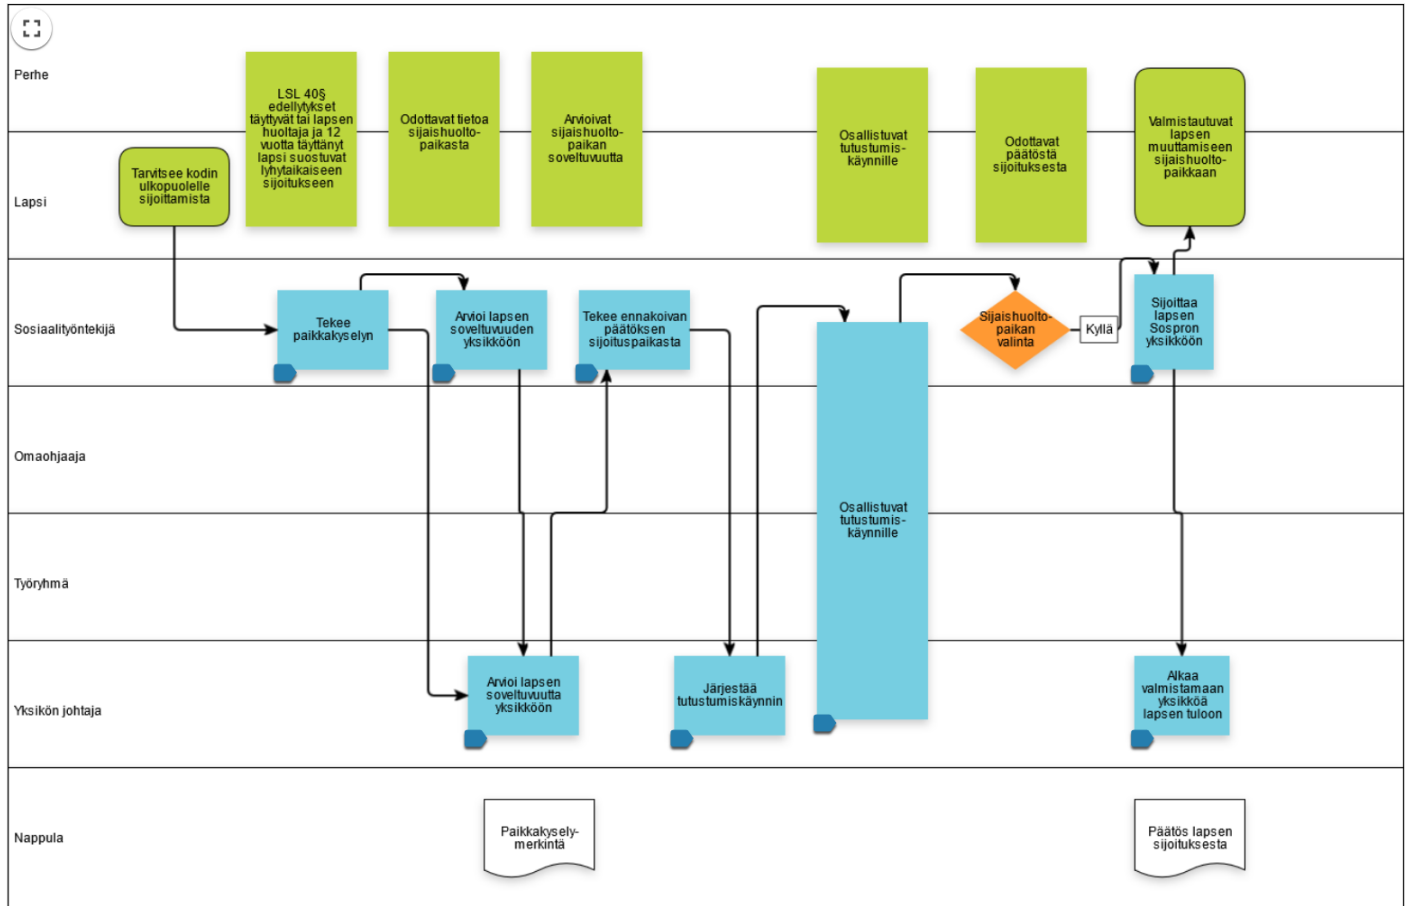 Perhe
LSL 40§
edellytykset
täyttyvät tai lapsen
huoltaja ja 12
vuotta täyttänyt
lapsi suostuvat
lyhytaikaiseen
sijoitukseen
Odottavat tietoa
sijaishuolto-
paikasta
Arvioivat
sijaishuolto-
paikan
soveltuvuutta
Osallistuvat
tutustumis-
käynnille
Odottavat
päätöstä
sijoituksesta
Valmistautuvat
lapsen
muuttamiseen
sijaishuolto-
paikkaan
Lapsi
Tarvitsee kodin
ulkopuolelle
sijoittamista
Sosiaalityöntekijä
Tekee
paikkakyselyn
Arvioi lapsen
soveltuvuuden
yksikköön
Tekee ennakoivan
päätöksen
sijoituspaikasta
Sijaishuolto-
paikan
valinta
Kyllä
Sijoittaa
lapsen
Sospron
yksikköön
Omaohjaaja
Osallistuvat
tutustumis-
käynnille
Työryhmä
Yksikön johtaja
Arvioi lapsen
soveltuvuutta
yksikköön
Järjestää
tutustumiskäynnin
Alkaa
valmistamaan
yksikköä
lapsen tuloon
Nappula
Paikkakysely-
merkintä
Päätös lapsen
sijoituksesta